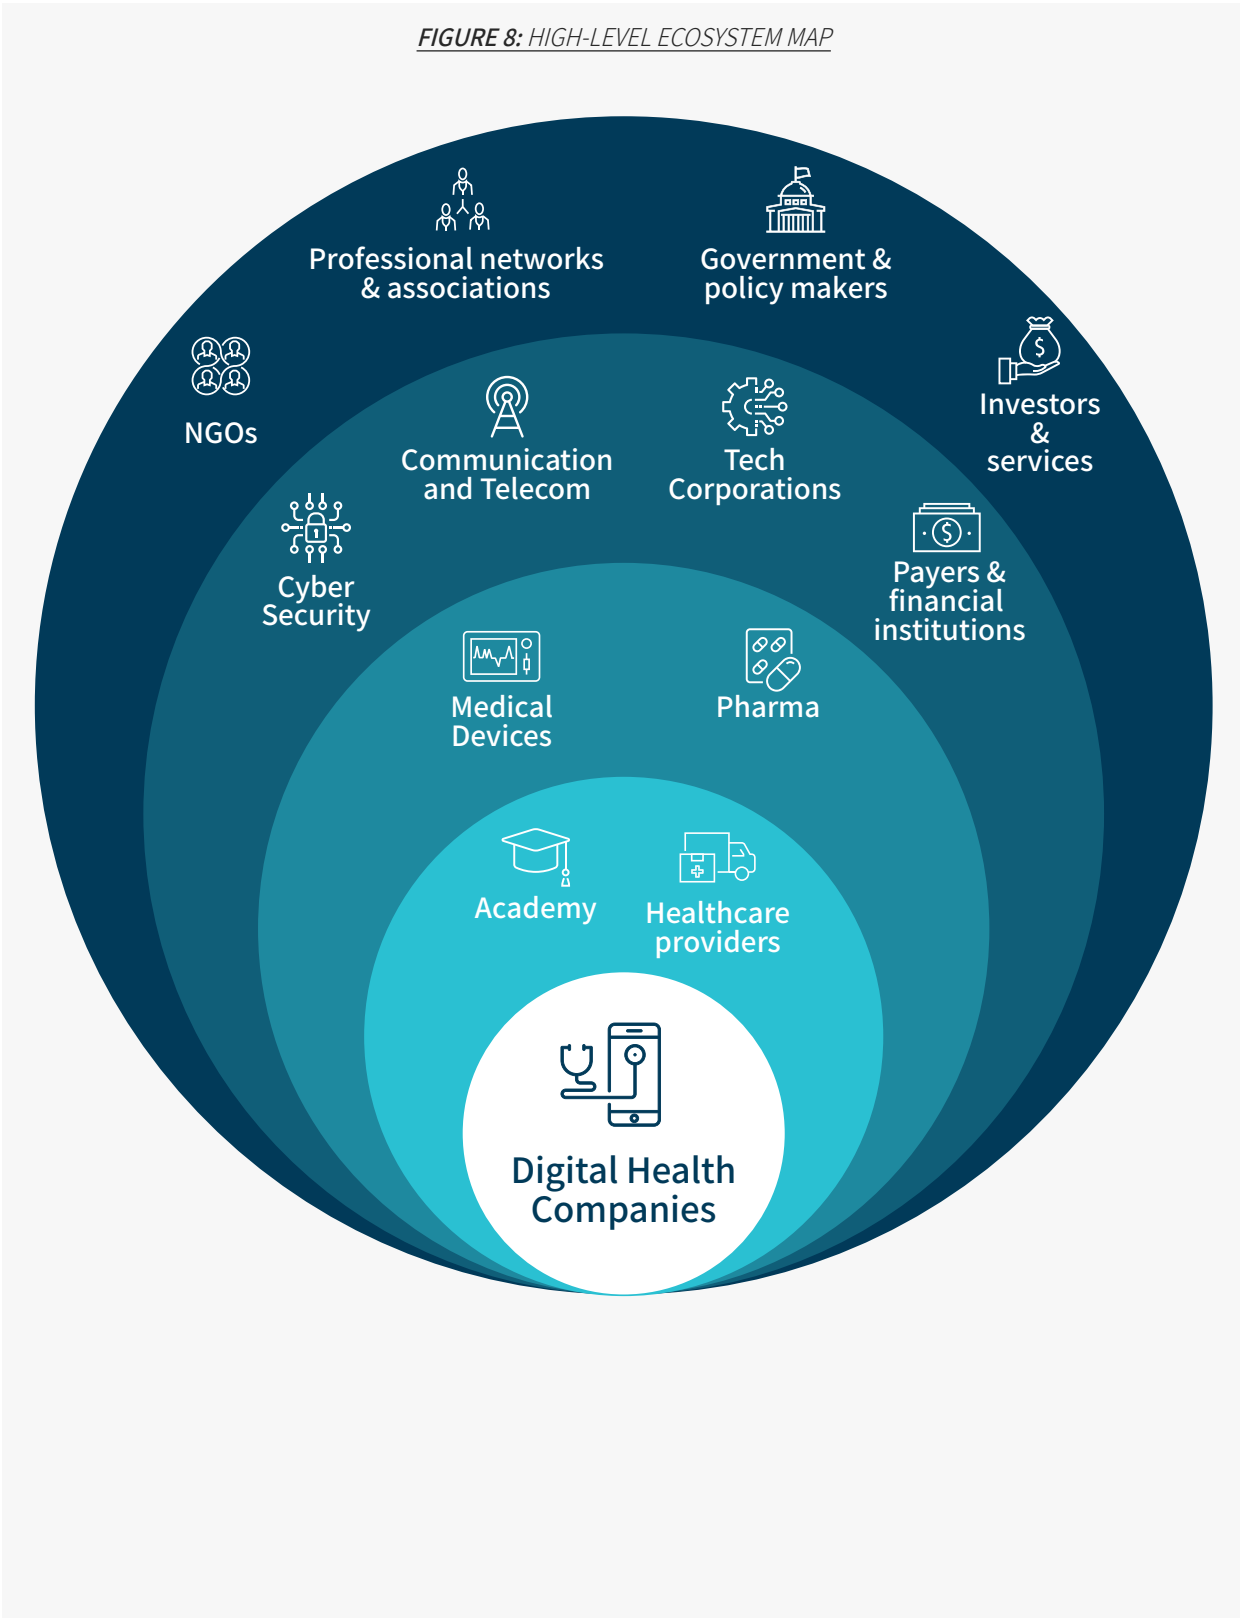 FIGURE 8: HIGH-LEVEL ECOSYSTEM MAP
Professional networks
& associations
Government &
policy makers
NGOs
Investors
&
services
Communication
and Telecom
Tech
Corporations
Cyber
Security
Payers &
financial
institutions
Medical
Devices
Pharma
Academy
Healthcare
providers
Digital Health
Companies